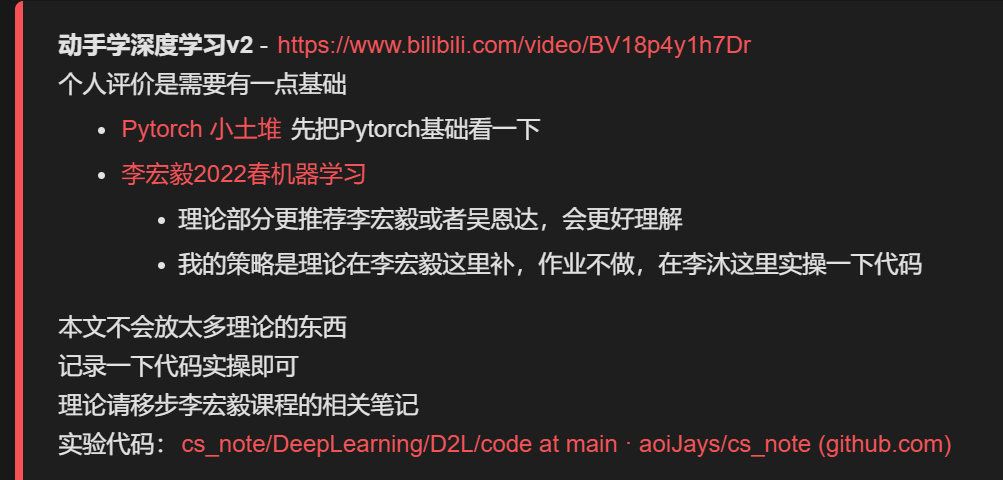 动手学深度学习v2 - https://www.bilibili.com/video/BV18p4y1h7Dr
个人评价是需要有一点基础
• Pytorch 小土堆 先把Pytorch基础看一下
• 李宏毅2022春机器学习
• 理论部分更推荐李宏毅或者吴恩达，会更好理解
• 我的策略是理论在李宏毅这里补，作业不做，在李沐这里实操一下代码
本文不会放太多理论的东西
记录一下代码实操即可
理论请移步李宏毅课程的相关笔记
实验代码：cs_note/DeepLearning/D2L/code at main · aoiJays/cs_note (github.com)